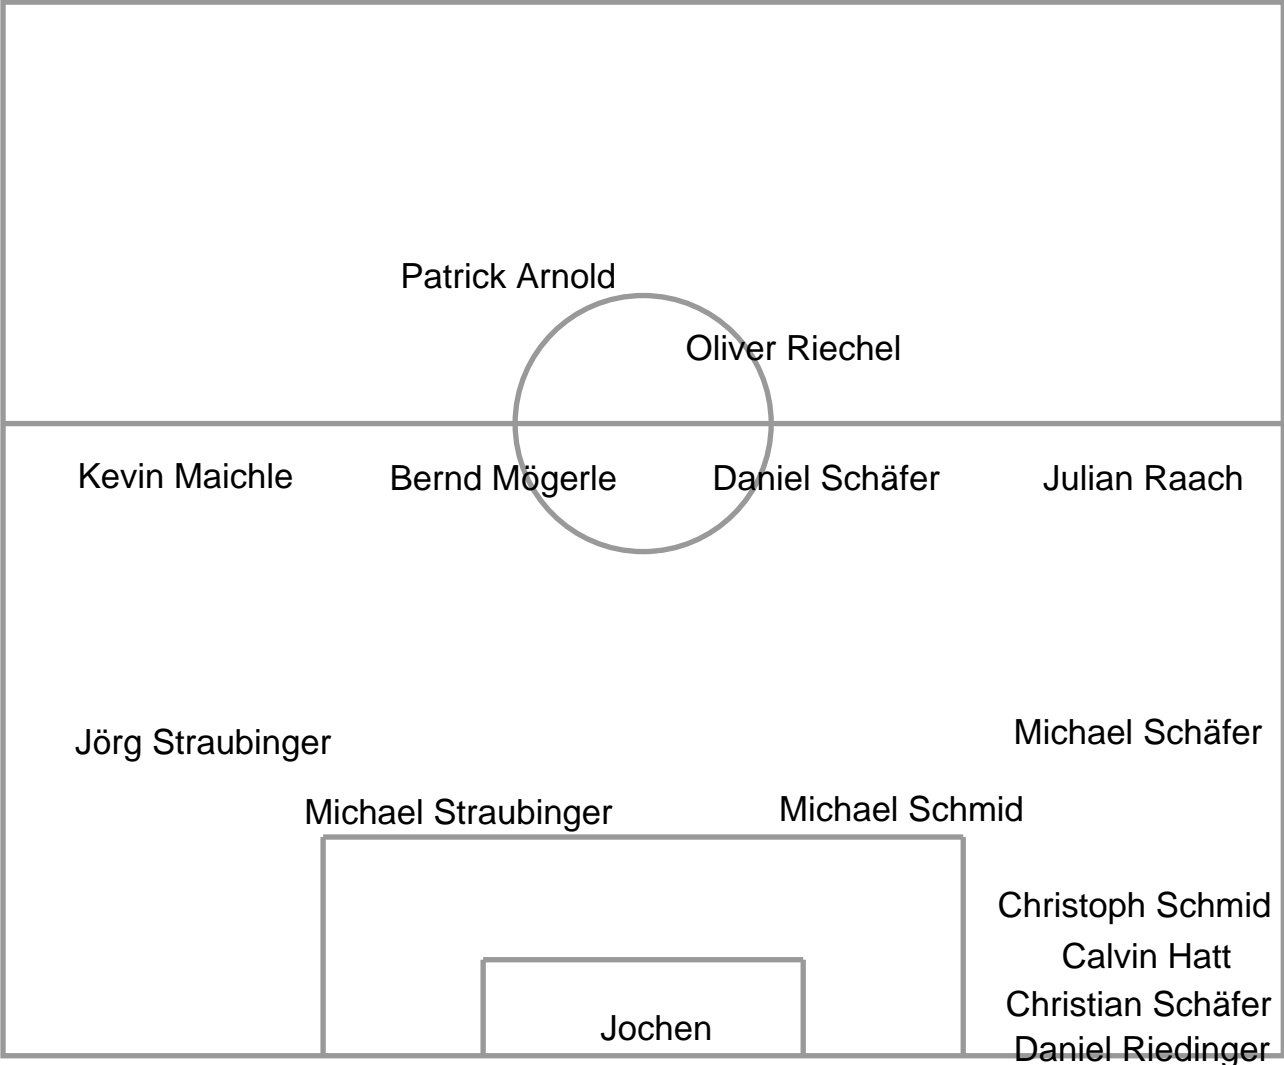 Patrick Arnold
Oliver Riechel
Kevin Maichle
Bernd Mögerle
Daniel Schäfer
Julian Raach
Jörg Straubinger
Michael Schäfer
Michael Straubinger
Michael Schmid
Christoph Schmid
Calvin Hatt
Christian Schäfer
Jochen
Daniel Riedinger